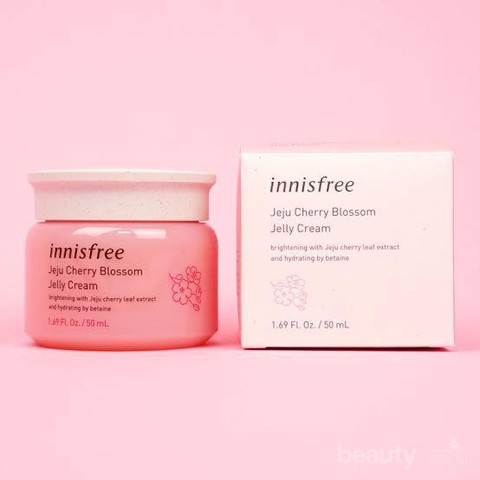 innisfree
Jeju Cherry Blossom
Jelly Cream
brightening with Jeju cherry leaf extract
and hydrating by betaine
1.69 Fl. Oz. / 50 mL
innisfree
Jeju Cherry Blossom
Jelly Cream
brightening with Jeju cherry leaf extract
and hydrating by betaine
1.69 Fl. Oz. / 50 mL
beauty